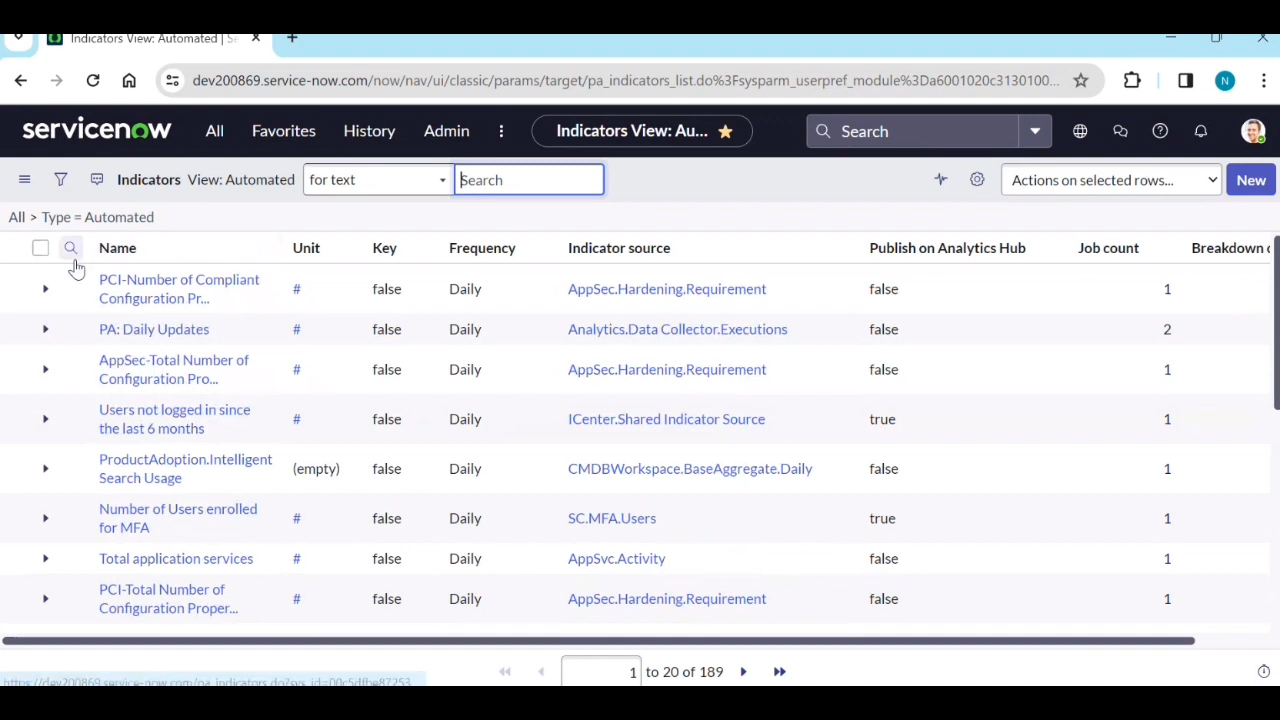 Indicators View: Automated | Se
dev200869.service-now.com/now/nav/ui/classic/params/target/pa_indicators_list.do%3Fsysparm_userpref_module%3Da6001020c3130100...
N
servicenow All Favorites History Admin Indicators View: Au... Search
Indicators View: Automated for text Search Actions on selected rows... New
All > Type = Automated
Name Unit Key Frequency Indicator source Publish on Analytics Hub Job count Breakdown c
PCI-Number of Compliant
Configuration Pr... # false Daily AppSec.Hardening.Requirement false 1
PA: Daily Updates # false Daily Analytics.Data Collector.Executions false 2
AppSec-Total Number of
Configuration Pro... # false Daily AppSec.Hardening.Requirement false 1
Users not logged in since
the last 6 months # false Daily ICenter.Shared Indicator Source true 1
ProductAdoption.Intelligent
Search Usage (empty) false Daily CMDBWorkspace.BaseAggregate.Daily false 1
Number of Users enrolled
for MFA # false Daily SC.MFA.Users true 1
Total application services # false Daily AppSvc.Activity false 1
PCI-Total Number of
Configuration Proper... # false Daily AppSec.Hardening.Requirement false 1
1 to 20 of 189